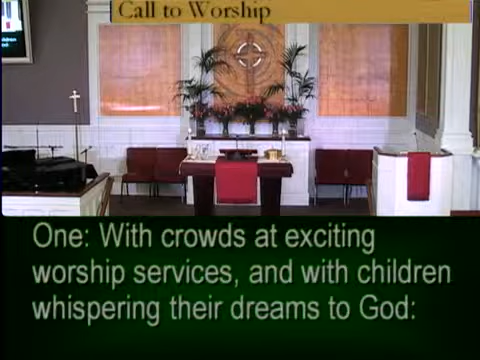 Call to Worship
One: With crowds at exciting
worship services, and with children
whispering their dreams to God: